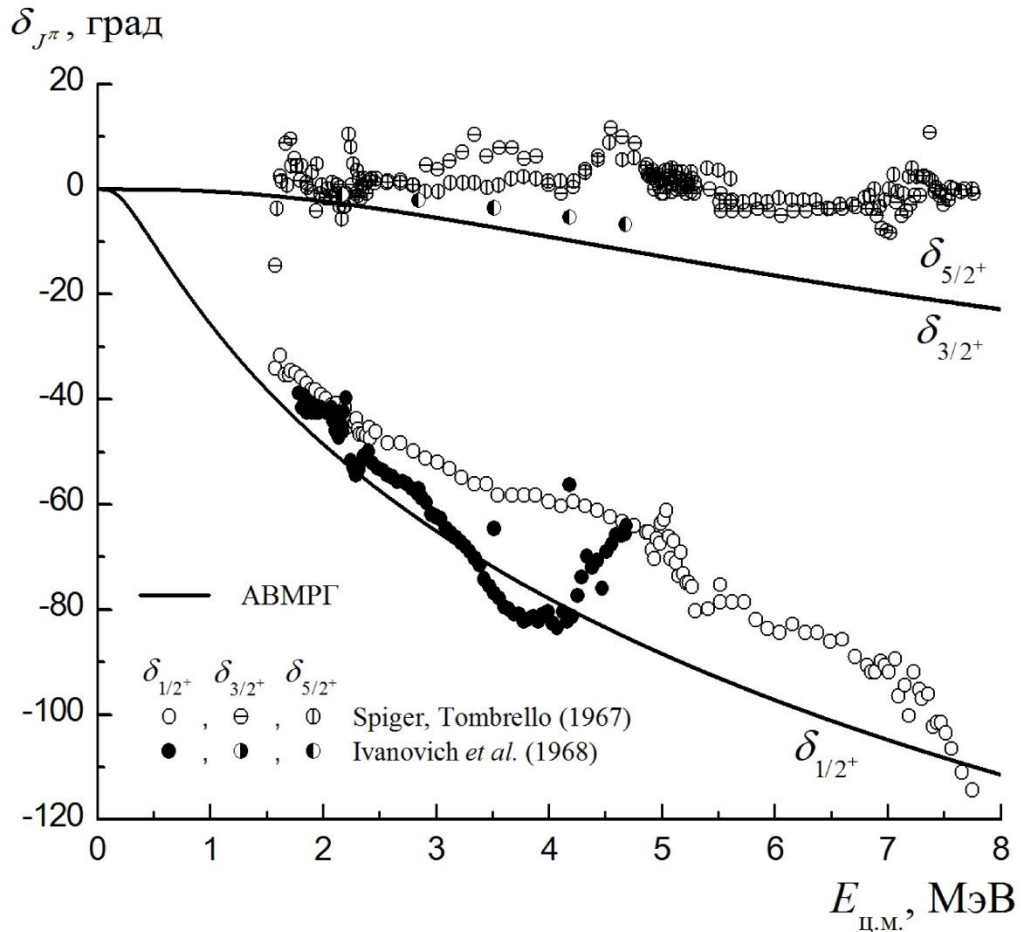 δ_{J^π}, град
20
0
-20
-40
-60
-80
-100
-120
δ_{5/2⁺}
δ_{3/2⁺}
δ_{1/2⁺}
АВМРГ
δ_{1/2⁺} δ_{3/2⁺} δ_{5/2⁺}
○ , ⊖ , ⦶ Spiger, Tombrello (1967)
● , ◑ , ◐ Ivanovich et al. (1968)
0 1 2 3 4 5 6 7 8
E_{ц.м.}, МэВ